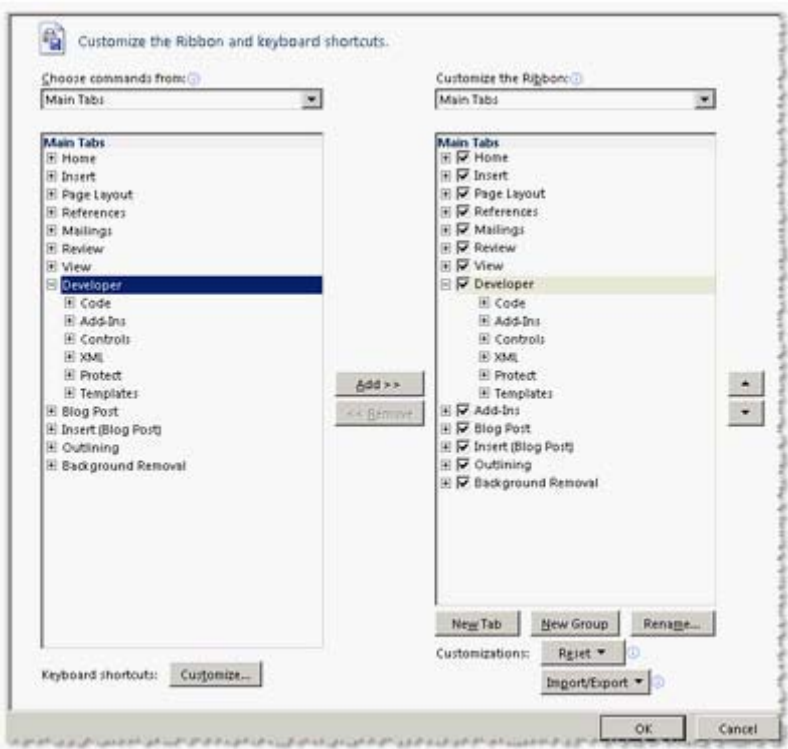 Customize the Ribbon and keyboard shortcuts.
Choose commands from:
Main Tabs
Main Tabs
Home
Insert
Page Layout
References
Mailings
Review
View
Developer
Code
Add-Ins
Controls
XML
Protect
Templates
Blog Post
Insert (Blog Post)
Outlining
Background Removal
Keyboard shortcuts: Customize...
Add >>
<< Remove
Customize the Ribbon:
Main Tabs
Main Tabs
Home
Insert
Page Layout
References
Mailings
Review
View
Developer
Code
Add-Ins
Controls
XML
Protect
Templates
Add-Ins
Blog Post
Insert (Blog Post)
Outlining
Background Removal
New Tab New Group Rename...
Customizations: Reset
Import/Export
OK Cancel